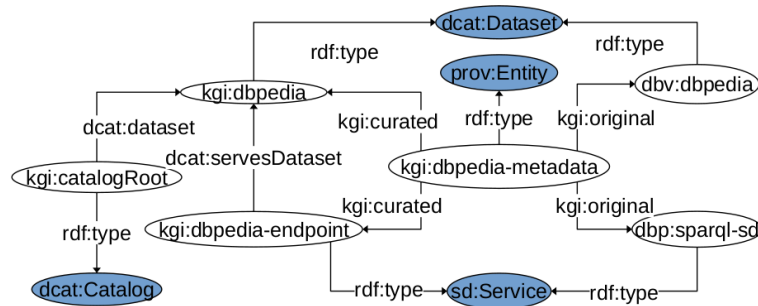 dcat:Dataset
rdf:type
rdf:type
prov:Entity
kgi:dbpedia
dbv:dbpedia
rdf:type
kgi:curated
kgi:original
dcat:dataset
dcat:servesDataset
kgi:catalogRoot
kgi:dbpedia-metadata
kgi:curated
kgi:original
rdf:type
kgi:dbpedia-endpoint
dbp:sparql-sd
dcat:Catalog
rdf:type
sd:Service
rdf:type